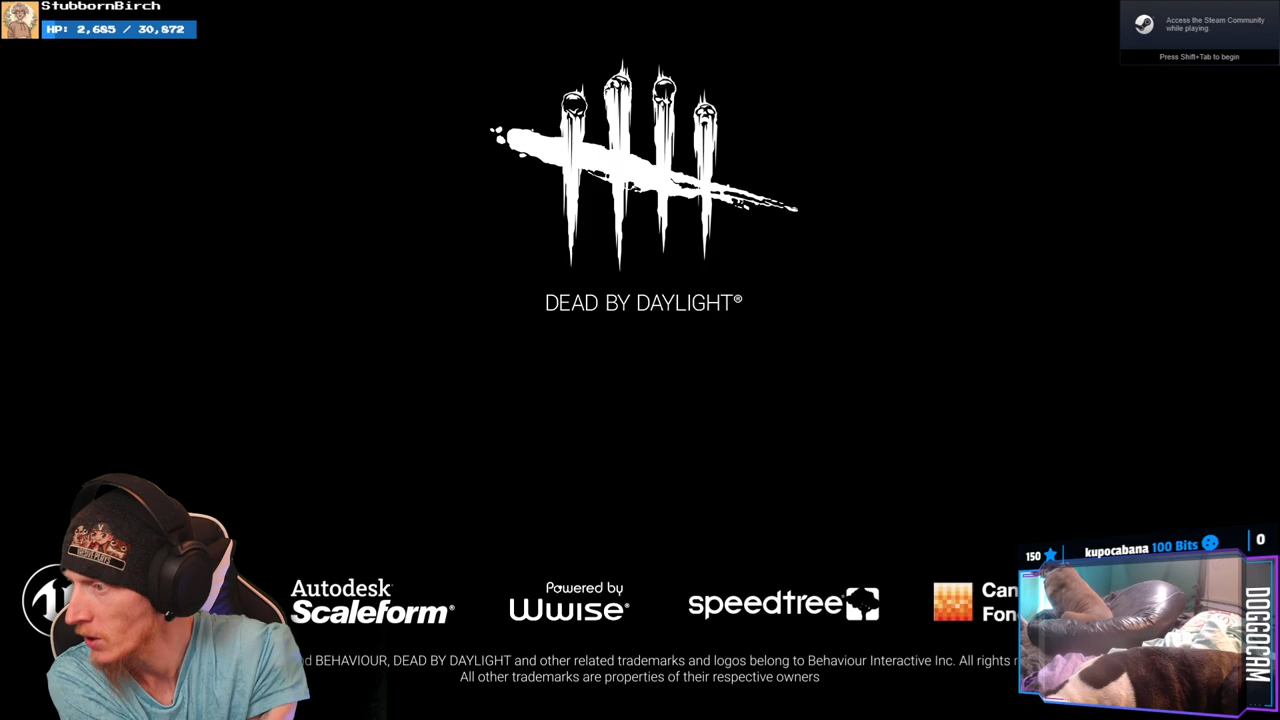 StubbornBirch
HP: 2,685 / 30,872
Access the Steam Community
while playing.
Press Shift+Tab to begin
DEAD BY DAYLIGHT®
Autodesk
Scaleform®
Powered by
Wwise®
speedtree
Can
Fon
150
kupocabana 100 Bits
0
DOGGOCAM
d BEHAVIOUR, DEAD BY DAYLIGHT and other related trademarks and logos belong to Behaviour Interactive Inc. All rights r
All other trademarks are properties of their respective owners